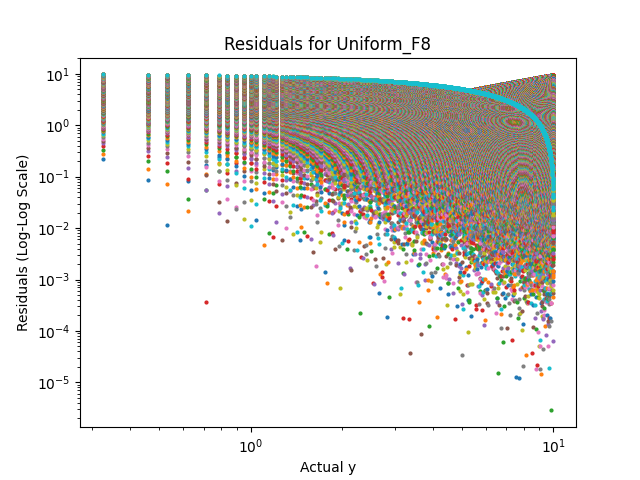 Residuals for Uniform_F8
Residuals (Log-Log Scale)
10¹
10⁰
10⁻¹
10⁻²
10⁻³
10⁻⁴
10⁻⁵
10⁰ 10¹
Actual y